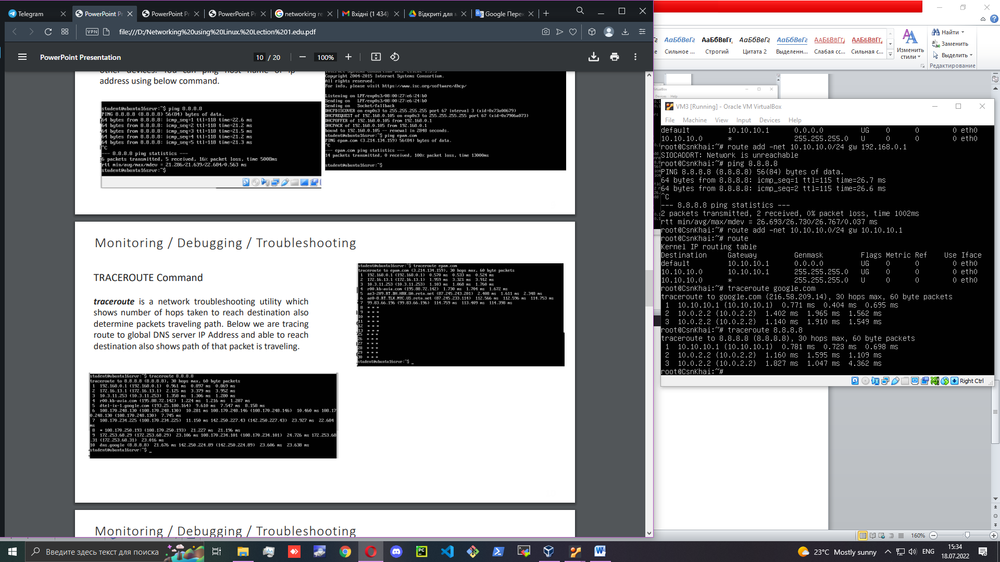 Telegram
PowerPoint Pr
PowerPoint Pr
PowerPoint Pr
networking re
Вхідні (1 434)
Відкриті для м
Google Перек
VPN
file:///D:/Networking%20using%20Linux.%20Lection%201.edu.pdf
PowerPoint Presentation
10 / 20
100%
address using below command.
student@ubuntu16srvr:~$ ping 8.8.8.8
PING 8.8.8.8 (8.8.8.8) 56(84) bytes of data.
64 bytes from 8.8.8.8: icmp_seq=1 ttl=118 time=22.6 ms
64 bytes from 8.8.8.8: icmp_seq=2 ttl=118 time=21.2 ms
64 bytes from 8.8.8.8: icmp_seq=3 ttl=118 time=21.5 ms
64 bytes from 8.8.8.8: icmp_seq=4 ttl=118 time=21.2 ms
64 bytes from 8.8.8.8: icmp_seq=5 ttl=118 time=21.3 ms
^C
--- 8.8.8.8 ping statistics ---
6 packets transmitted, 5 received, 16% packet loss, time 5008ms
rtt min/avg/max/mdev = 21.286/21.639/22.684/0.563 ms
student@ubuntu16srvr:~$
Copyright 2004-2015 Internet Systems Consortium.
All rights reserved.
For info, please visit https://www.isc.org/software/dhcp/
Listening on LPF/enp0s3/08:00:27:e6:24:b0
Sending on   LPF/enp0s3/08:00:27:e6:24:b0
Sending on   Socket/fallback
DHCPDISCOVER on enp0s3 to 255.255.255.255 port 67 interval 3 (xid=0x73a00679)
DHCPREQUEST of 192.168.0.105 on enp0s3 to 255.255.255.255 port 67 (xid=0x7906a073)
DHCPOFFER of 192.168.0.105 from 192.168.0.1
DHCPACK of 192.168.0.105 from 192.168.0.1
bound to 192.168.0.105 -- renewal in 2848 seconds.
student@ubuntu16srvr:~$ ping epam.com
PING epam.com (3.214.134.159) 56(84) bytes of data.
^C
--- epam.com ping statistics ---
14 packets transmitted, 0 received, 100% packet loss, time 13000ms
student@ubuntu16srvr:~$
Monitoring / Debugging / Troubleshooting
TRACEROUTE Command
traceroute is a network troubleshooting utility which
shows number of hops taken to reach destination also
determine packets traveling path. Below we are tracing
route to global DNS server IP Address and able to reach
destination also shows path of that packet is traveling.
student@ubuntu16srvr:~$ traceroute epam.com
traceroute to epam.com (3.214.134.159), 30 hops max, 60 byte packets
1  192.168.0.1 (192.168.0.1)  0.570 ms  0.533 ms  0.524 ms
2  172.16.13.1 (172.16.13.1)  1.959 ms  3.321 ms  3.912 ms
3  10.3.11.253 (10.3.11.253)  1.103 ms  1.068 ms  1.760 ms
4  r00.kb-avia.com (195.88.72.142)  1.730 ms  1.704 ms  1.672 ms
5  ae3-209.RT.BH.HRK.UA.retn.net (87.245.243.201)  2.408 ms  1.611 ms  2.348 ms
6  ae0-8.RT.TLX.NYC.US.retn.net (87.245.233.114)  112.566 ms  112.596 ms  114.753 ms
7  99.83.66.196 (99.83.66.196)  114.759 ms  113.409 ms  114.398 ms
8  * * *
9  * * *
10  * * *
11  * * *
12  * * *
13  * * *
25  * * *
26  * * *
27  * * *
28  * * *
29  * * *
30  * * *
student@ubuntu16srvr:~$ _
student@ubuntu16srvr:~$ traceroute 8.8.8.8
traceroute to 8.8.8.8 (8.8.8.8), 30 hops max, 60 byte packets
1  192.168.0.1 (192.168.0.1)  0.961 ms  0.897 ms  0.869 ms
2  172.16.13.1 (172.16.13.1)  2.125 ms  3.379 ms  3.952 ms
3  10.3.11.253 (10.3.11.253)  1.358 ms  1.306 ms  1.280 ms
4  r00.kb-avia.com (195.88.72.142)  1.224 ms  1.216 ms  1.207 ms
5  dtel-ix-1.google.com (193.25.180.164)  9.610 ms  7.547 ms  8.158 ms
6  108.170.248.130 (108.170.248.130)  10.281 ms 108.170.248.146 (108.170.248.146)  10.460 ms 108.17
0.248.130 (108.170.248.130)  7.745 ms
7  108.170.234.225 (108.170.234.225)  11.150 ms 142.250.227.43 (142.250.227.43)  23.927 ms  22.684
ms
8  * 108.170.250.193 (108.170.250.193)  21.227 ms  21.196 ms
9  172.253.68.29 (172.253.68.29)  23.106 ms 108.170.234.101 (108.170.234.101)  24.726 ms 172.253.68
.31 (172.253.68.31)  23.016 ms
10  dns.google (8.8.8.8)  21.676 ms 142.250.224.89 (142.250.224.89)  23.606 ms  23.638 ms
student@ubuntu16srvr:~$ _
Monitoring / Debugging / Troubleshooting
АаБбВвГг АаБбВвГг, АаБбВвГг, АаБбВвГг АаБбВвГг, АаБбВвГг,
Сильное ... Строгий Цитата 2 Выделенн... Слабая сс... Сильная с...
Изменить
стили
Найти
Заменить
Выделить
Редактирование
VM3 [Running] - Oracle VM VirtualBox
File Machine View Input Devices Help
default         10.10.10.1      0.0.0.0         UG    0      0        0 eth0
10.10.10.0      *               255.255.255.0   U     0      0        0 eth0
root@CsnKhai:~# route add -net 10.10.10.0/24 gw 192.168.0.1
SIOCADDRT: Network is unreachable
root@CsnKhai:~# ping 8.8.8.8
PING 8.8.8.8 (8.8.8.8) 56(84) bytes of data.
64 bytes from 8.8.8.8: icmp_seq=1 ttl=115 time=26.7 ms
64 bytes from 8.8.8.8: icmp_seq=2 ttl=115 time=26.6 ms
^C
--- 8.8.8.8 ping statistics ---
2 packets transmitted, 2 received, 0% packet loss, time 1002ms
rtt min/avg/max/mdev = 26.693/26.730/26.767/0.037 ms
root@CsnKhai:~# route add -net 10.10.10.0/24 gw 10.10.10.1
root@CsnKhai:~# route
Kernel IP routing table
Destination     Gateway         Genmask         Flags Metric Ref    Use Iface
default         10.10.10.1      0.0.0.0         UG    0      0        0 eth0
10.10.10.0      10.10.10.1      255.255.255.0   UG    0      0        0 eth0
10.10.10.0      *               255.255.255.0   U     0      0        0 eth0
root@CsnKhai:~# traceroute google.com
traceroute to google.com (216.58.209.14), 30 hops max, 60 byte packets
1  10.10.10.1 (10.10.10.1)  0.771 ms  0.404 ms  0.695 ms
2  10.0.2.2 (10.0.2.2)  1.402 ms  1.965 ms  1.562 ms
3  10.0.2.2 (10.0.2.2)  1.140 ms  1.910 ms  1.549 ms
root@CsnKhai:~# traceroute 8.8.8.8
traceroute to 8.8.8.8 (8.8.8.8), 30 hops max, 60 byte packets
1  10.10.10.1 (10.10.10.1)  0.781 ms  0.723 ms  0.698 ms
2  10.0.2.2 (10.0.2.2)  1.160 ms  1.595 ms  1.109 ms
3  10.0.2.2 (10.0.2.2)  1.827 ms  1.047 ms  4.362 ms
root@CsnKhai:~#
Right Ctrl
160%
Введите здесь текст для поиска
23°C Mostly sunny
ENG
15:34
18.07.2022